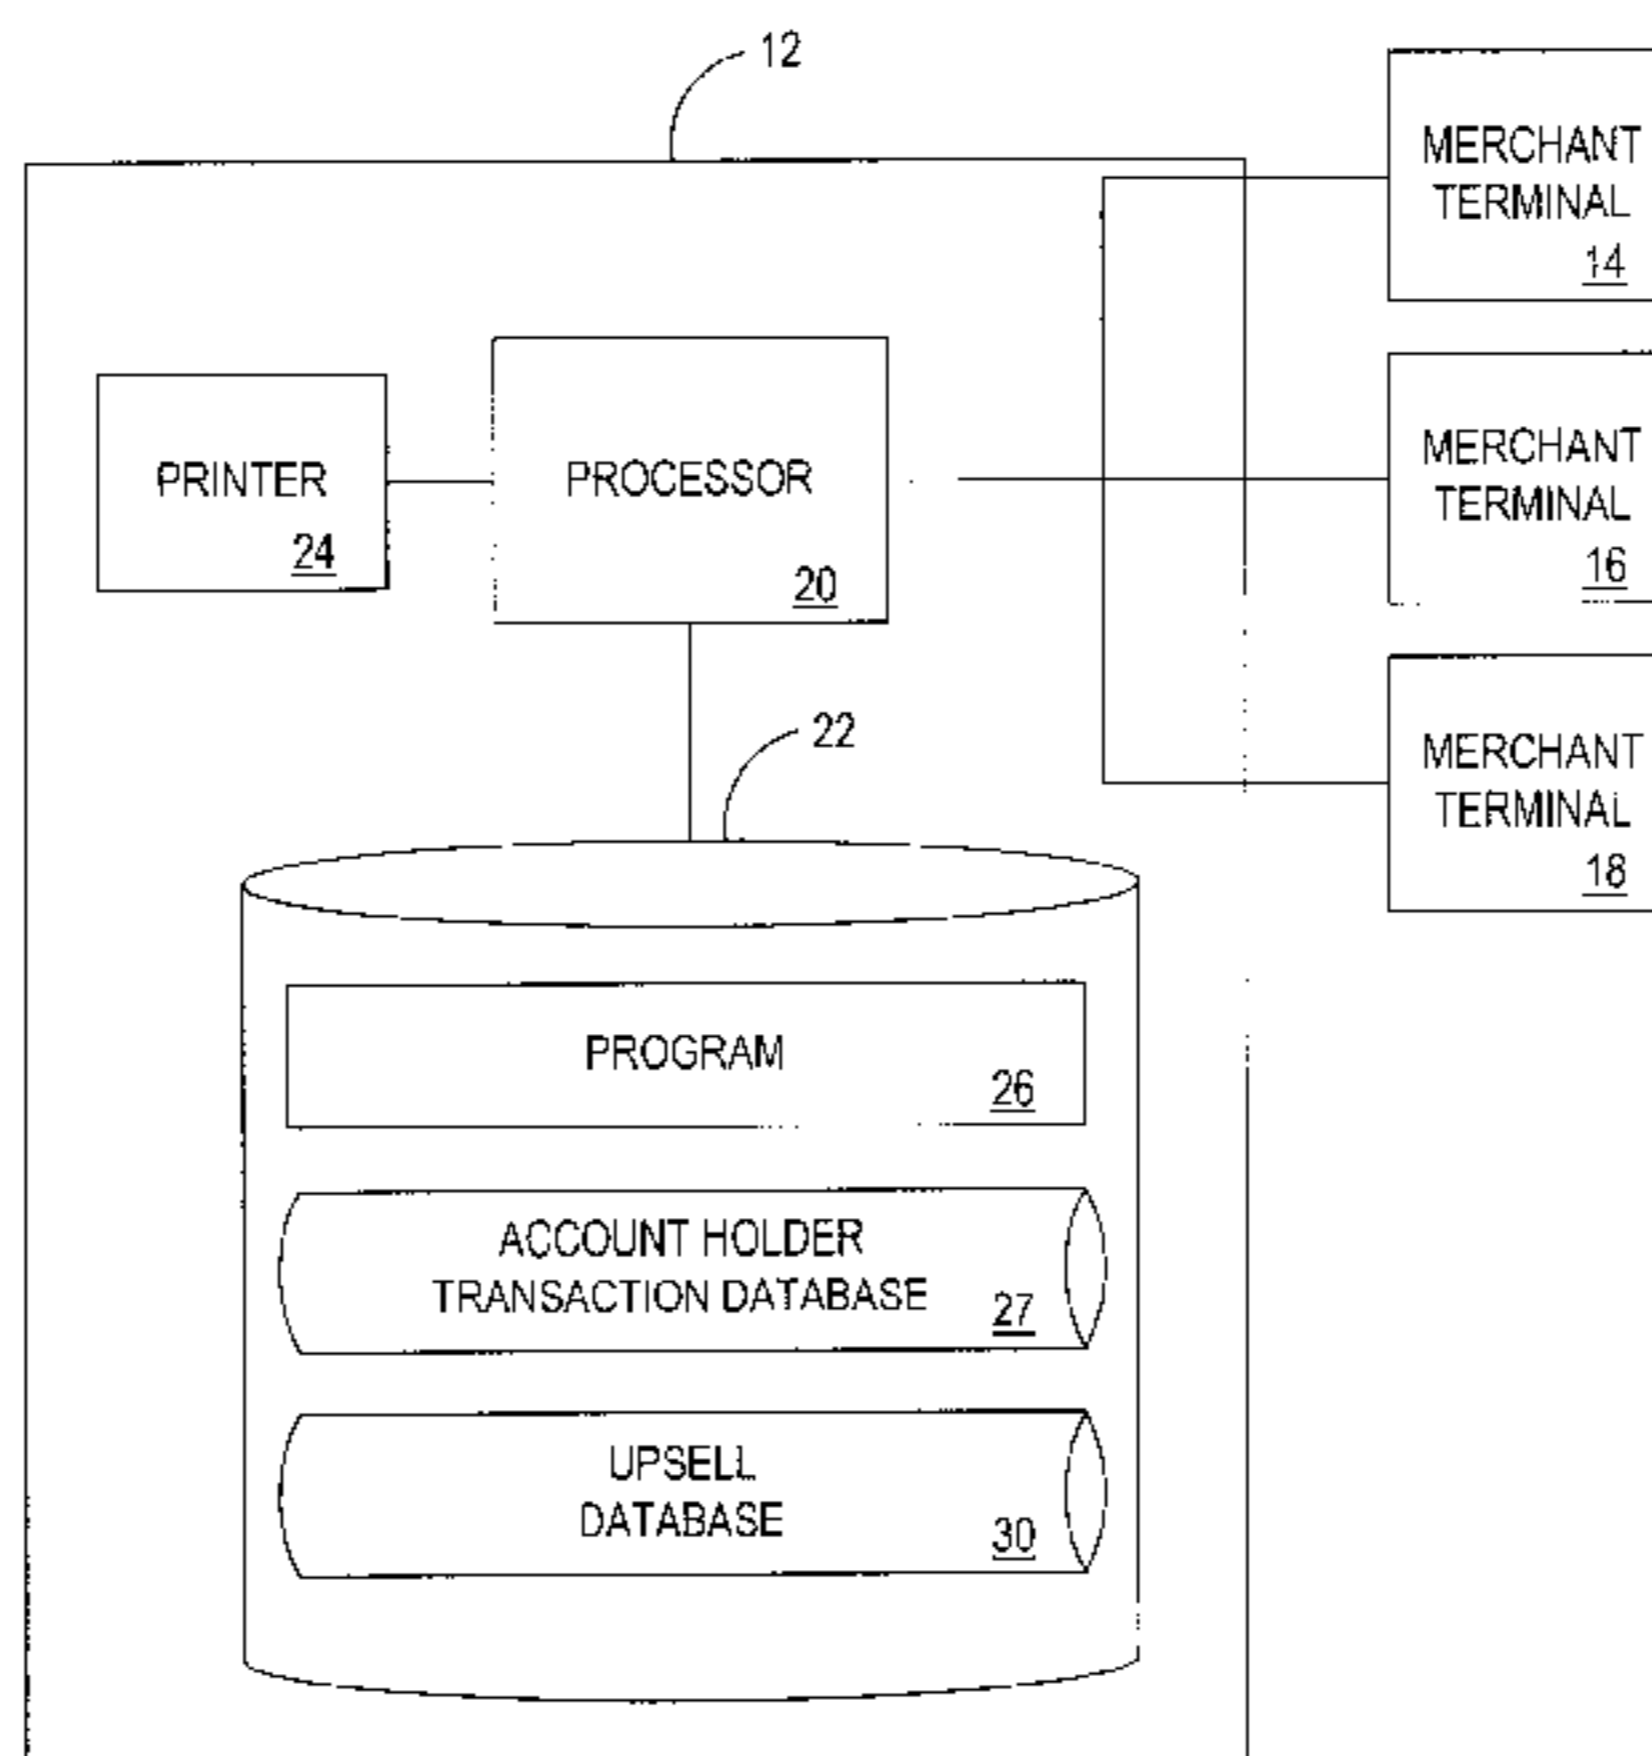 12
MERCHANT
TERMINAL
14
PRINTER
24
PROCESSOR
20
MERCHANT
TERMINAL
16
22
MERCHANT
TERMINAL
18
PROGRAM
26
ACCOUNT HOLDER
TRANSACTION DATABASE
27
UPSELL
DATABASE
30